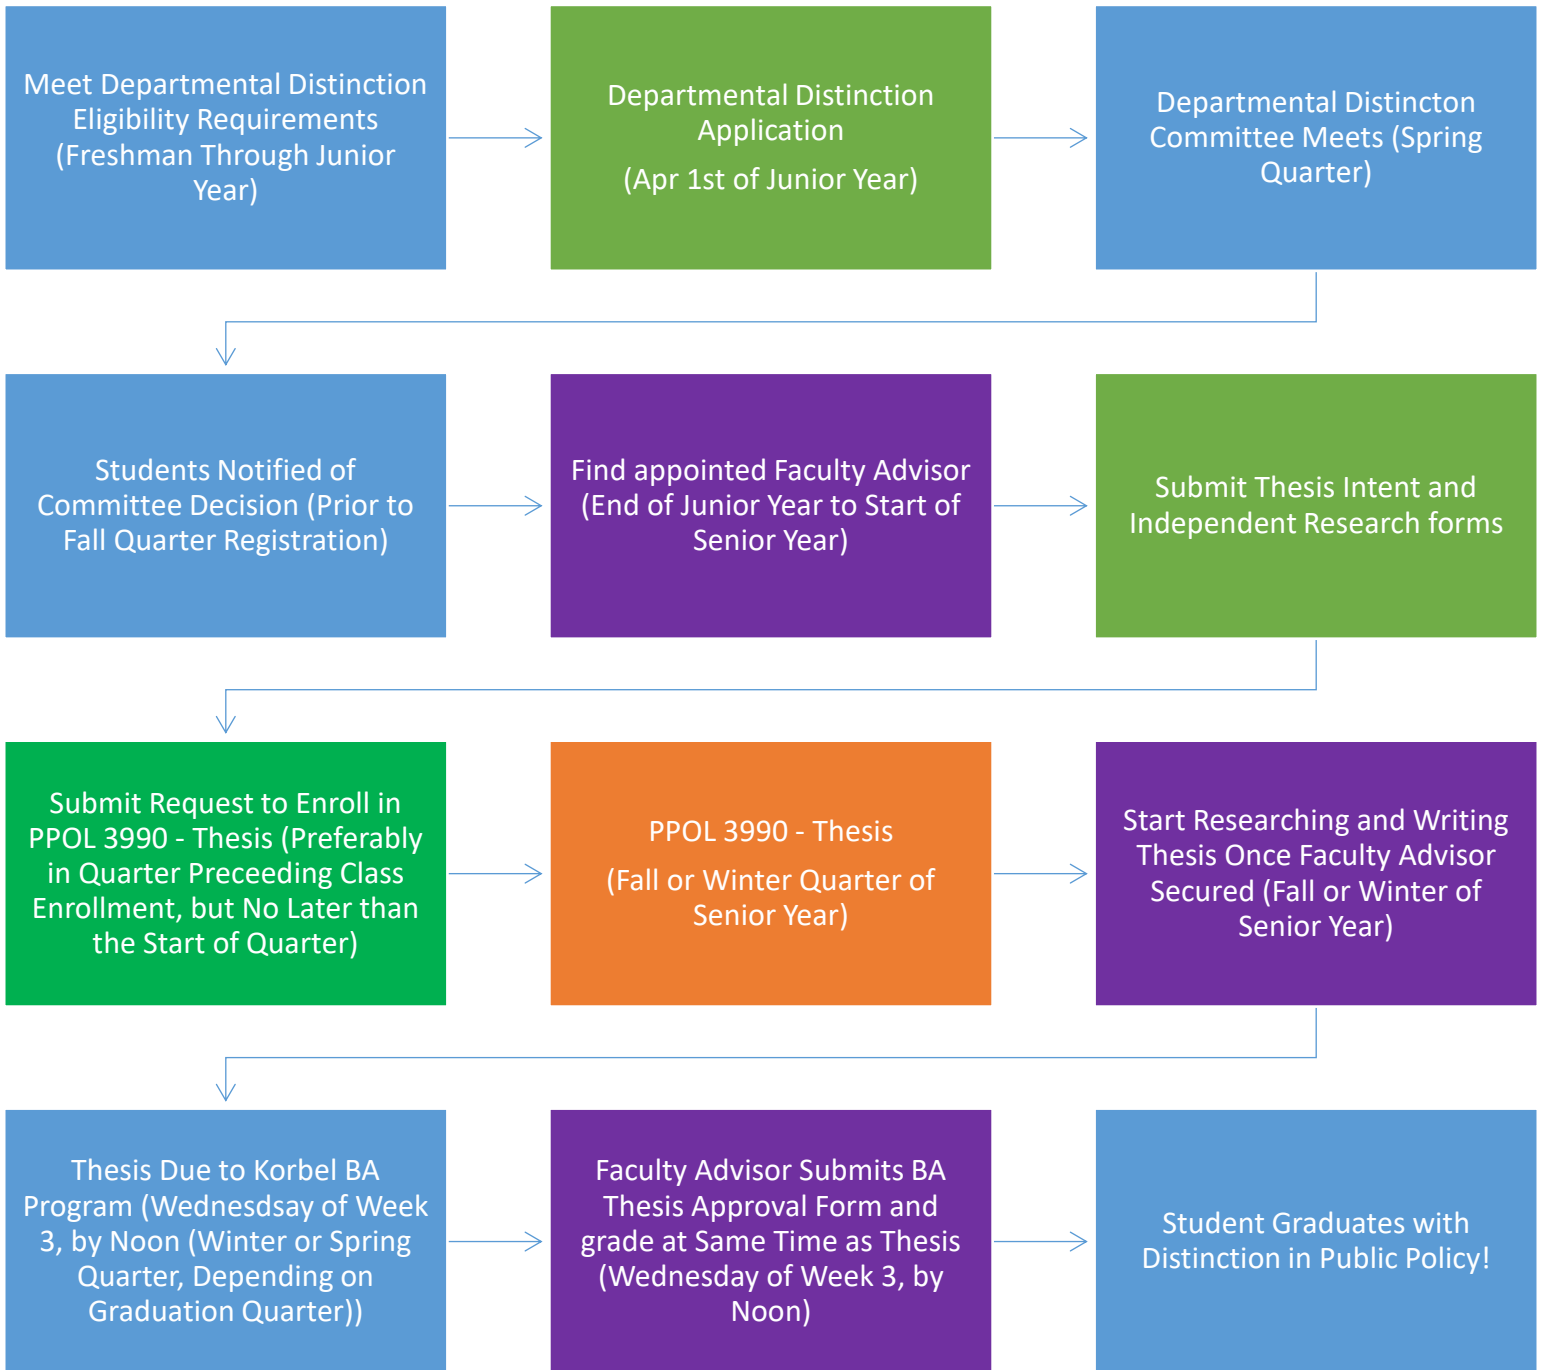 Meet Departmental Distinction
Eligibility Requirements
(Freshman Through Junior
Year)
Departmental Distinction
Application
(Apr 1st of Junior Year)
Departmental Distincton
Committee Meets (Spring
Quarter)
Students Notified of
Committee Decision (Prior to
Fall Quarter Registration)
Find appointed Faculty Advisor
(End of Junior Year to Start of
Senior Year)
Submit Thesis Intent and
Independent Research forms
Submit Request to Enroll in
PPOL 3990 - Thesis (Preferably
in Quarter Preceeding Class
Enrollment, but No Later than
the Start of Quarter)
PPOL 3990 - Thesis
(Fall or Winter Quarter of
Senior Year)
Start Researching and Writing
Thesis Once Faculty Advisor
Secured (Fall or Winter of
Senior Year)
Thesis Due to Korbel BA
Program (Wednesdsay of Week
3, by Noon (Winter or Spring
Quarter, Depending on
Graduation Quarter))
Faculty Advisor Submits BA
Thesis Approval Form and
grade at Same Time as Thesis
(Wednesday of Week 3, by
Noon)
Student Graduates with
Distinction in Public Policy!